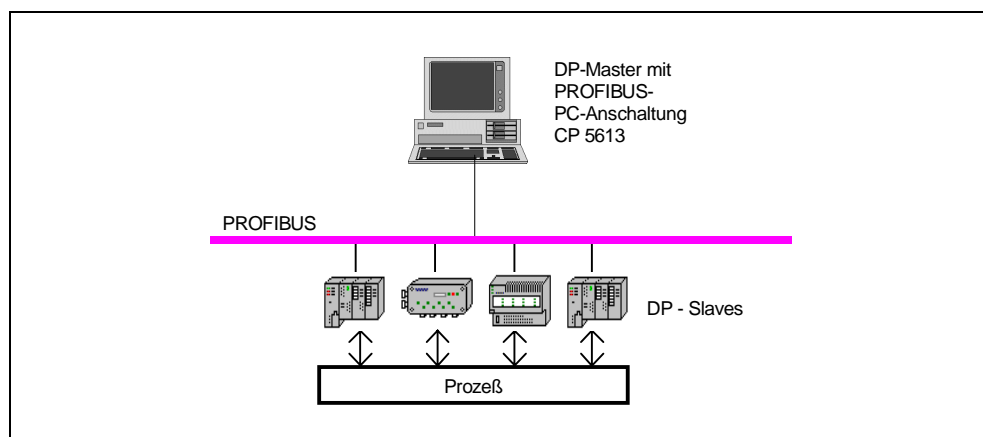 DP-Master mit
PROFIBUS-
PC-Anschaltung
CP 5613
PROFIBUS
DP - Slaves
Prozeß